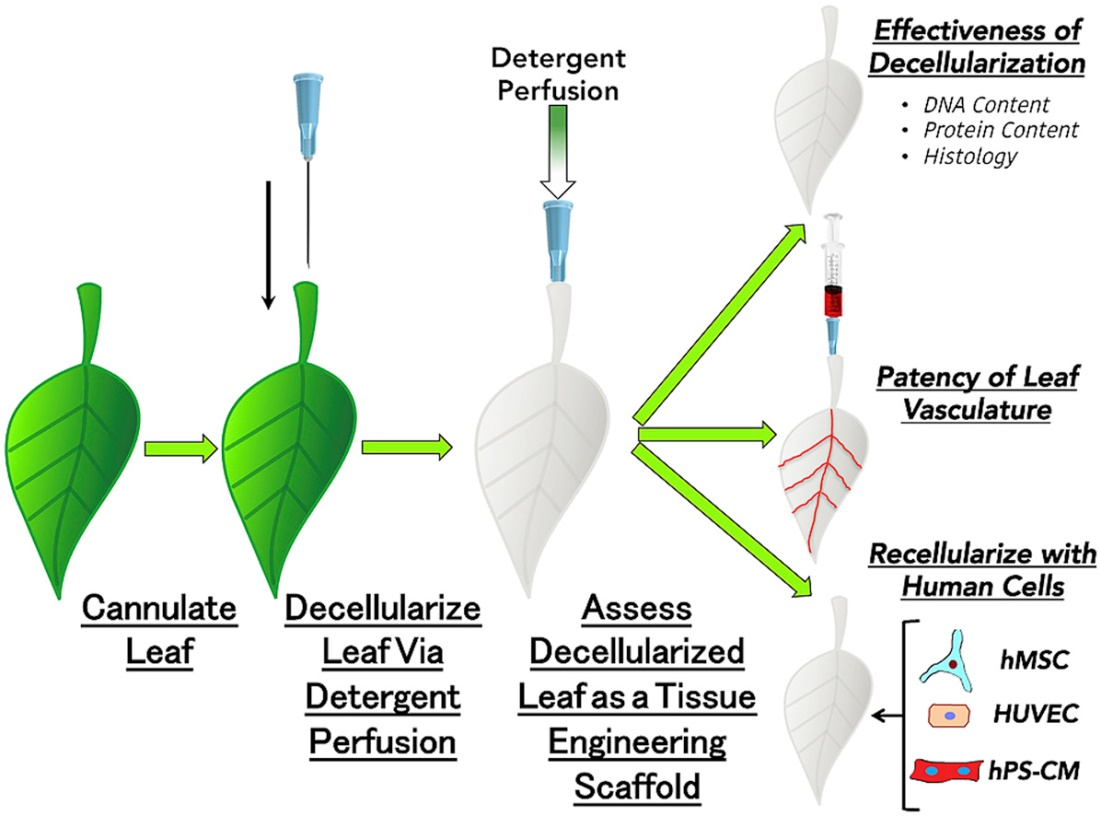 Detergent
Perfusion
Effectiveness of
Decellularization
• DNA Content
• Protein Content
• Histology
Patency of Leaf
Vasculature
Recellularize with
Human Cells
hMSC
HUVEC
hPS-CM
Cannulate
Leaf
Decellularize
Leaf Via
Detergent
Perfusion
Assess
Decellularized
Leaf as a Tissue
Engineering
Scaffold